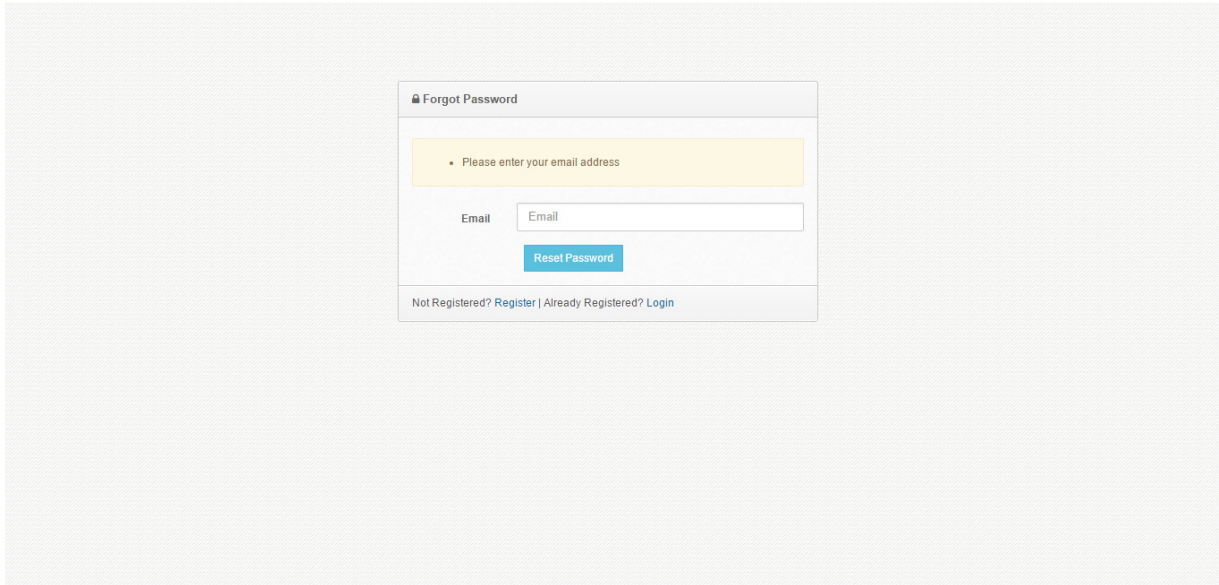 Forgot Password
Please enter your email address
Email Email
Reset Password
Not Registered? Register | Already Registered? Login